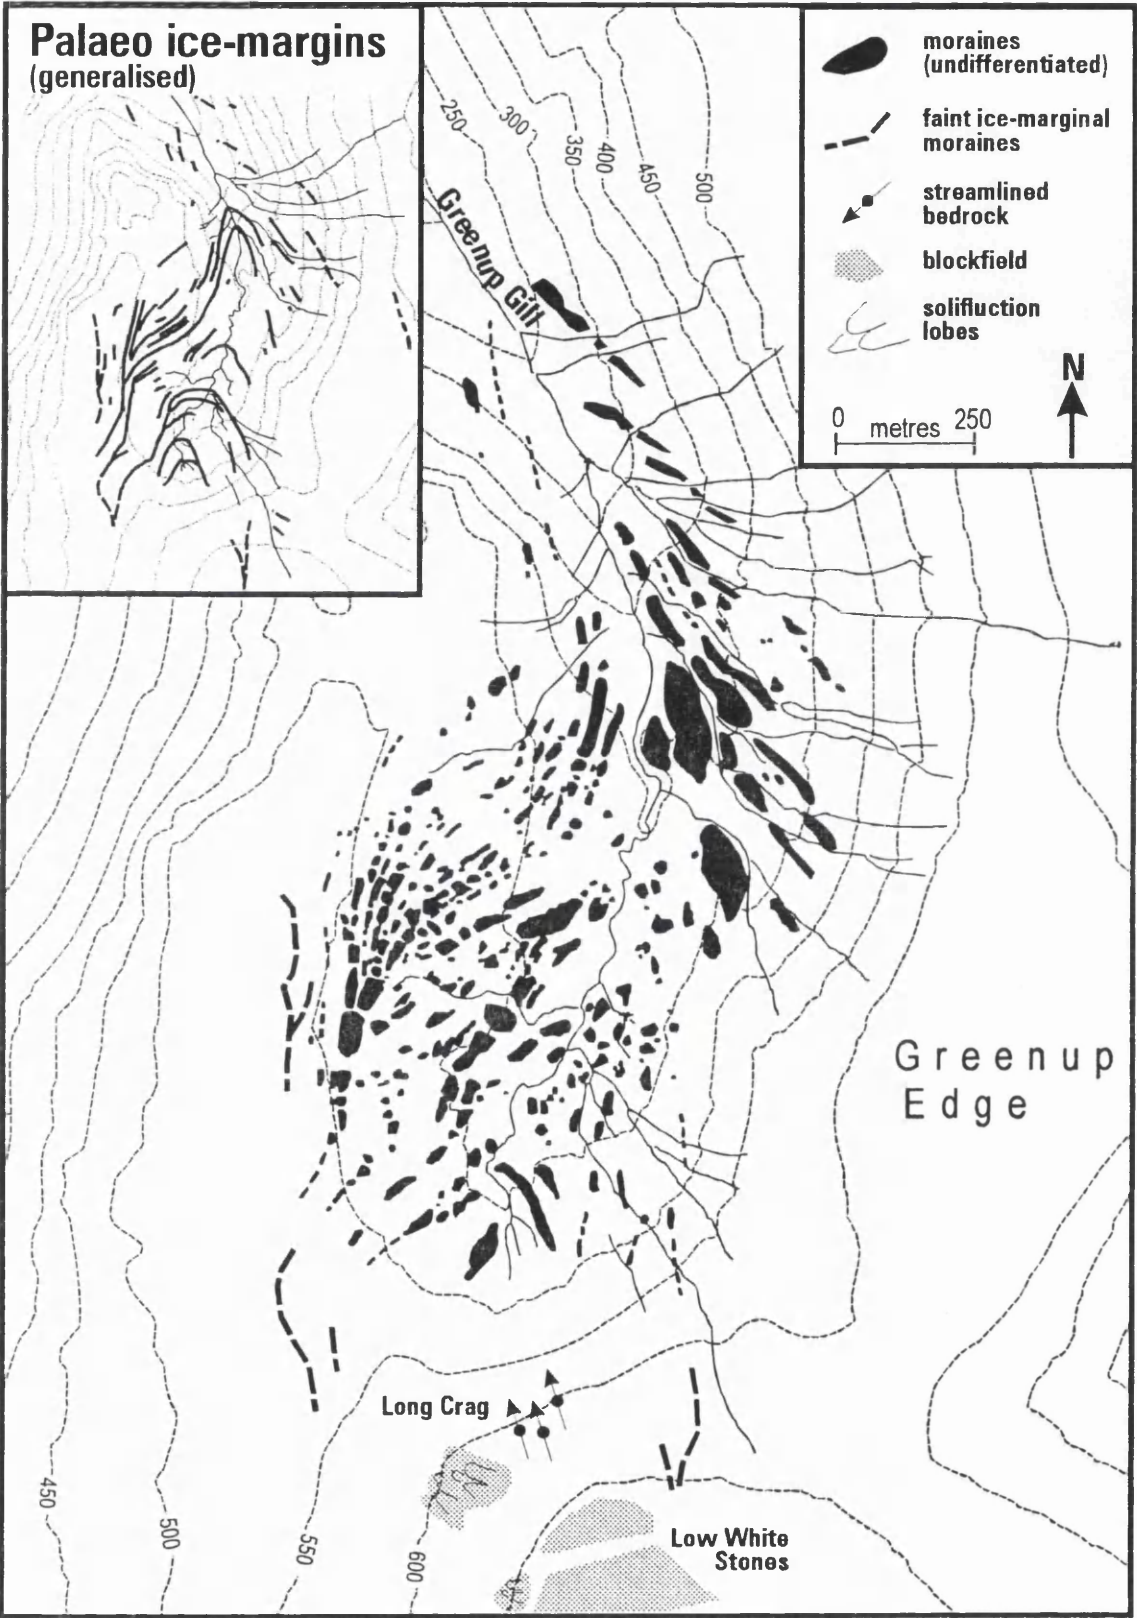 Palaeo ice-margins
(generalised)
moraines
(undifferentiated)
faint ice-marginal
moraines
streamlined
bedrock
blockfield
solifluction
lobes
N
0 metres 250
250
300
350
400
450
500
Greenup Gill
Greenup
Edge
Long Crag
Low White
Stones
450
500
550
600